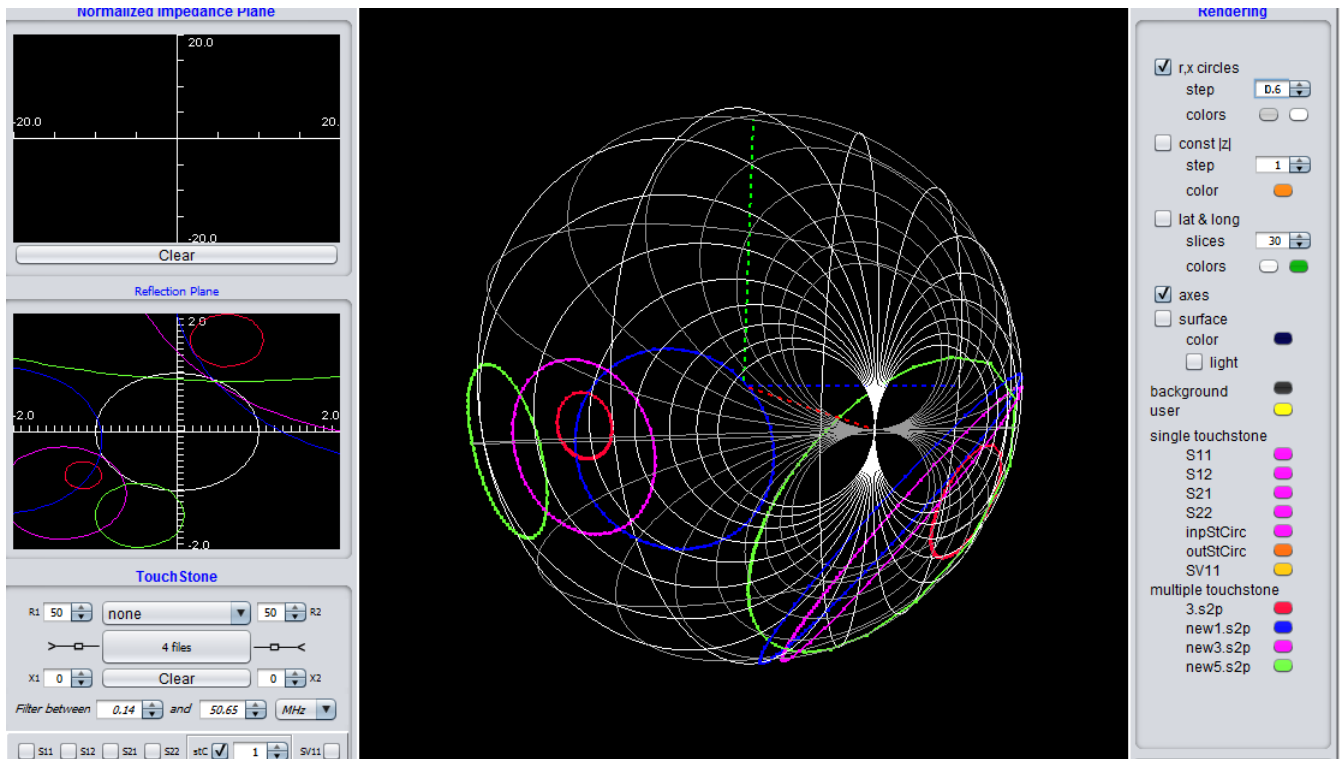 Normalized Impedance Plane
20.0
-20.0
20.
-20.0
Clear
Reflection Plane
2.0
-2.0
2.0
-2.0
TouchStone
R1 50 none 50 R2
4 files
X1 0 Clear 0 X2
Filter between 0.14 and 50.65 MHz
S11 S12 S21 S22 stC 1 SV11
Rendering
r,x circles
step 0.6
colors
const |z|
step 1
color
lat & long
slices 30
colors
axes
surface
color
light
background
user
single touchstone
S11
S12
S21
S22
inpStCirc
outStCirc
SV11
multiple touchstone
3.s2p
new1.s2p
new3.s2p
new5.s2p